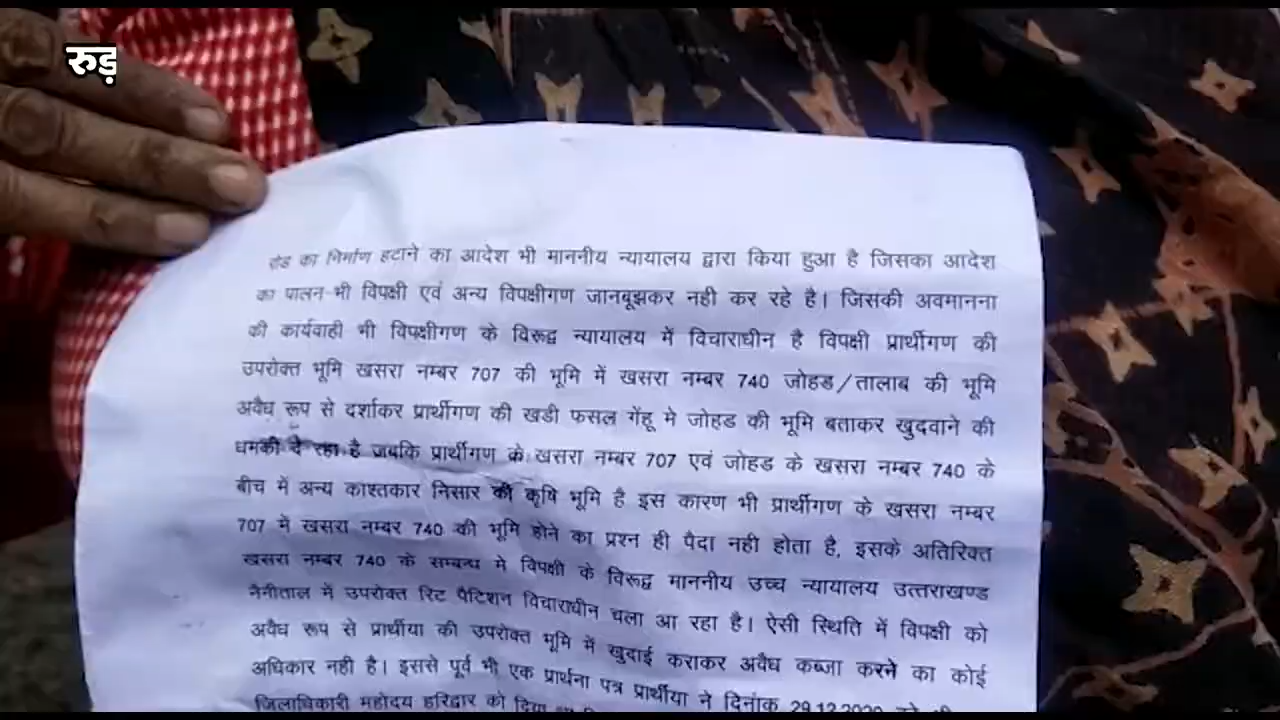 रुड़
रोड का निर्माण हटाने का आदेश भी माननीय न्यायालय द्वारा किया हुआ है जिसका आदेश
का पालन भी विपक्षी एवं अन्य विपक्षीगण जानबूझकर नही कर रहे है। जिसकी अवमानना
की कार्यवाही भी विपक्षीगण के विरूद्व न्यायालय में विचाराधीन है विपक्षी प्रार्थीगण की
उपरोक्त भूमि खसरा नम्बर 707 की भूमि में खसरा नम्बर 740 जोहड/तालाब की भूमि
अवैध रूप से दर्शाकर प्रार्थीगण की खडी फसल गेंहू मे जोहड की भूमि बताकर खुदवाने की
धमकी दे रहा है जबकि प्रार्थीगण के खसरा नम्बर 707 एवं जोहड के खसरा नम्बर 740 के
बीच में अन्य काश्तकार निसार की कृषि भूमि है इस कारण भी प्रार्थीगण के खसरा नम्बर
707 में खसरा नम्बर 740 की भूमि होने का प्रश्न ही पैदा नही होता है, इसके अतिरिक्त
खसरा नम्बर 740 के सम्बन्ध मे विपक्षी के विरूद्व माननीय उच्च न्यायालय उत्तराखण्ड
नैनीताल में उपरोक्त रिट पैटिशन विचाराधीन चला आ रहा है। ऐसी स्थिति में विपक्षी को
अवैध रूप से प्रार्थीया की उपरोक्त भूमि में खुदाई कराकर अवैध कब्जा करने का कोई
अधिकार नही है। इससे पूर्व भी एक प्रार्थना पत्र प्रार्थीया ने दिनांक 29.12.2020 को
जिलाधिकारी महोदय हरिद्वार को दिया